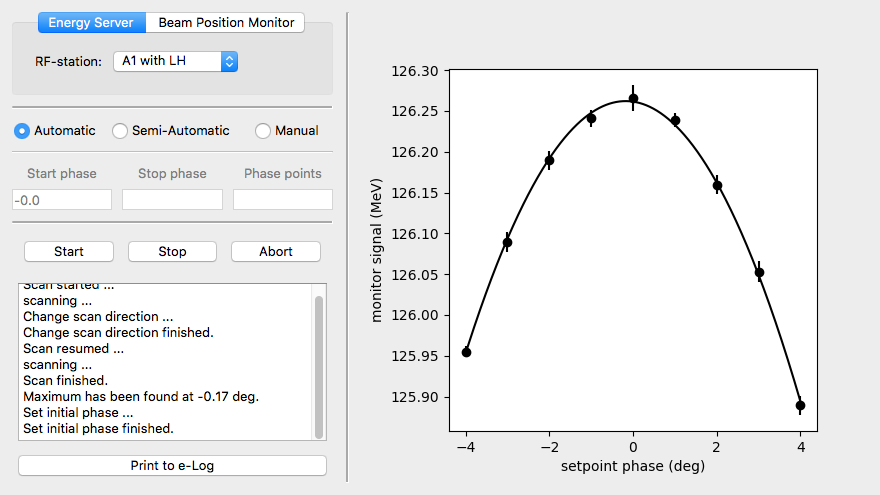 Energy Server
Beam Position Monitor
RF-station:
A1 with LH
Automatic
Semi-Automatic
Manual
Start phase
Stop phase
Phase points
-0.0
Start
Stop
Abort
Scan started ...
scanning ...
Change scan direction ...
Change scan direction finished.
Scan resumed ...
scanning ...
Scan finished.
Maximum has been found at -0.17 deg.
Set initial phase ...
Set initial phase finished.
Print to e-Log
monitor signal (MeV)
126.30
126.25
126.20
126.15
126.10
126.05
126.00
125.95
125.90
−4
−2
0
2
4
setpoint phase (deg)